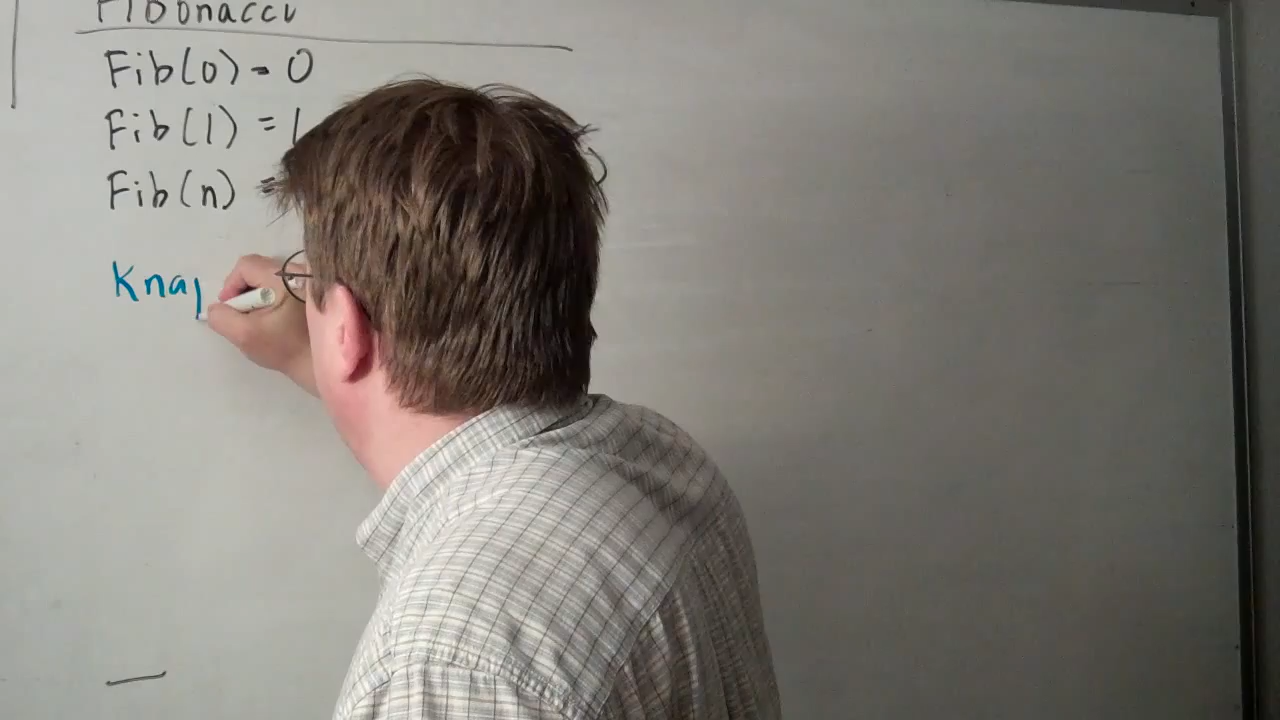 Fibonacci
Fib(0) = 0
Fib(1) = 1
Fib(n) =
Knap